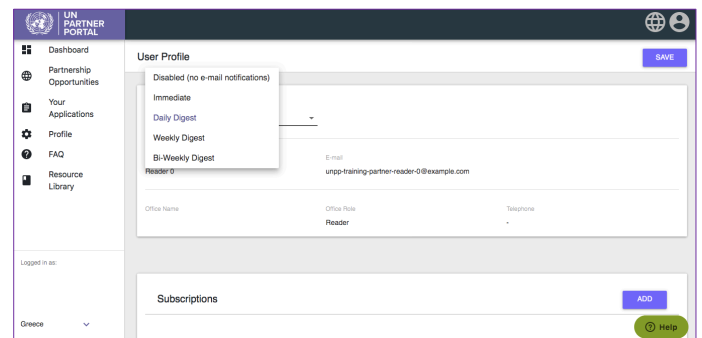 UN
PARTNER
PORTAL
Dashboard
Partnership
Opportunities
Your
Applications
Profile
FAQ
Resource
Library
Logged in as:
Greece
User Profile
SAVE
Disabled (no e-mail notifications)
Immediate
Daily Digest
Weekly Digest
Bi-Weekly Digest
E-mail
Reader 0
unpp-training-partner-reader-0@example.com
Office Name
Office Role
Telephone
Reader
-
Subscriptions
ADD
Help